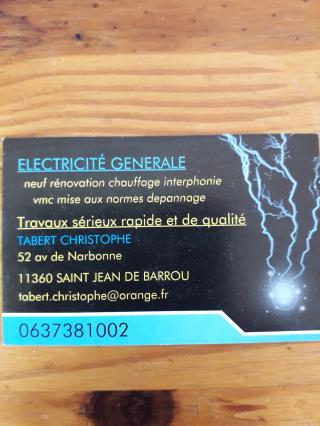 ELECTRICITÉ GENERALE
neuf rénovation chauffage interphonie
vmc mise aux normes depannage
Travaux sérieux rapide et de qualité
TABERT CHRISTOPHE
52 av de Narbonne
11360 SAINT JEAN DE BARROU
tabert.christophe@orange.fr
0637381002